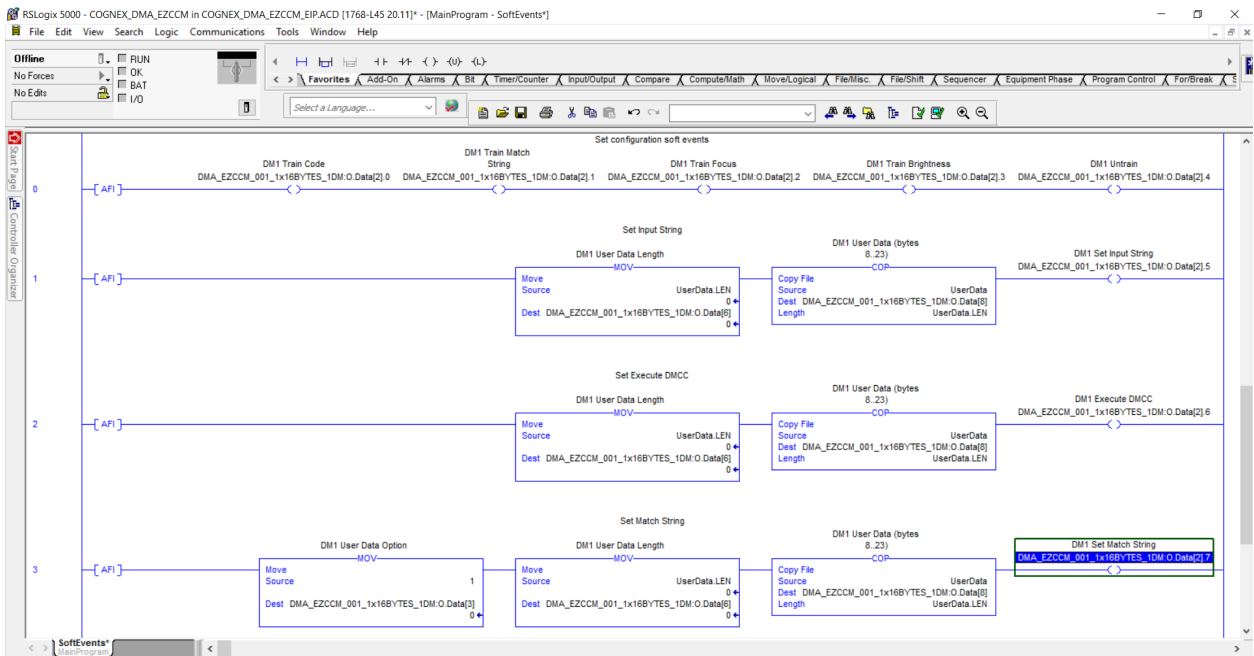 RSLogix 5000 - COGNEX_DMA_EZCCM in COGNEX_DMA_EZCCM_EIP.ACD [1768-L45 20.11]* - [MainProgram - SoftEvents*]
File Edit View Search Logic Communications Tools Window Help
Offline RUN
No Forces OK
BAT
No Edits I/O
Favorites Add-On Alarms Bit Timer/Counter Input/Output Compare Compute/Math Move/Logical File/Misc. File/Shift Sequencer Equipment Phase Program Control For/Break
Select a Language...
Start Page
Controller Organizer
Set configuration soft events
DM1 Train Code
DMA_EZCCM_001_1x16BYTES_1DM:O.Data[2].0
DM1 Train Match
String
DMA_EZCCM_001_1x16BYTES_1DM:O.Data[2].1
DM1 Train Focus
DMA_EZCCM_001_1x16BYTES_1DM:O.Data[2].2
DM1 Train Brightness
DMA_EZCCM_001_1x16BYTES_1DM:O.Data[2].3
DM1 Untrain
DMA_EZCCM_001_1x16BYTES_1DM:O.Data[2].4
0 AFI
Set Input String
1 AFI
DM1 User Data Length
MOV
Move
Source UserData.LEN
0
Dest DMA_EZCCM_001_1x16BYTES_1DM:O.Data[6]
0
DM1 User Data (bytes
8..23)
COP
Copy File
Source UserData
Dest DMA_EZCCM_001_1x16BYTES_1DM:O.Data[8]
Length UserData.LEN
DM1 Set Input String
DMA_EZCCM_001_1x16BYTES_1DM:O.Data[2].5
Set Execute DMCC
2 AFI
DM1 User Data Length
MOV
Move
Source UserData.LEN
0
Dest DMA_EZCCM_001_1x16BYTES_1DM:O.Data[6]
0
DM1 User Data (bytes
8..23)
COP
Copy File
Source UserData
Dest DMA_EZCCM_001_1x16BYTES_1DM:O.Data[8]
Length UserData.LEN
DM1 Execute DMCC
DMA_EZCCM_001_1x16BYTES_1DM:O.Data[2].6
Set Match String
3 AFI
DM1 User Data Option
MOV
Move
Source 1
Dest DMA_EZCCM_001_1x16BYTES_1DM:O.Data[3]
0
DM1 User Data Length
MOV
Move
Source UserData.LEN
0
Dest DMA_EZCCM_001_1x16BYTES_1DM:O.Data[6]
0
DM1 User Data (bytes
8..23)
COP
Copy File
Source UserData
Dest DMA_EZCCM_001_1x16BYTES_1DM:O.Data[8]
Length UserData.LEN
DM1 Set Match String
DMA_EZCCM_001_1x16BYTES_1DM:O.Data[2].7
SoftEvents*
MainProgram